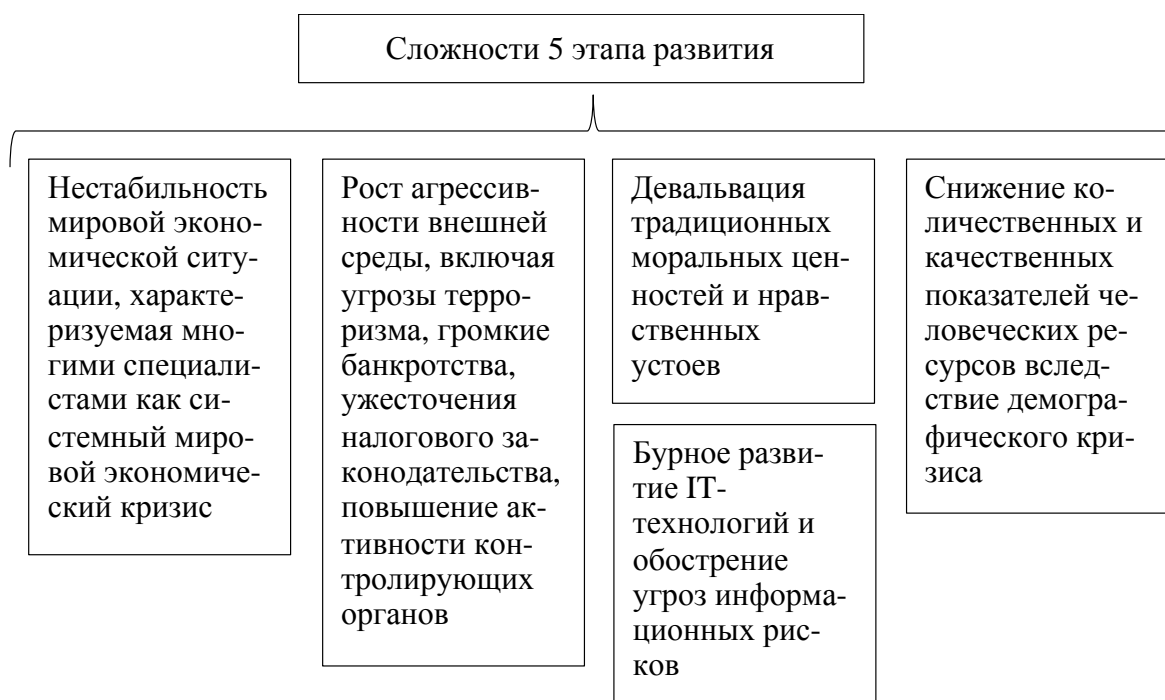 Сложности 5 этапа развития
Нестабильность
мировой эконо-
мической ситу-
ации, характе-
ризуемая мно-
гими специали-
стами как си-
стемный миро-
вой экономиче-
ский кризис
Рост агрессив-
ности внешней
среды, включая
угрозы терро-
ризма, громкие
банкротства,
ужесточения
налогового за-
конодательства,
повышение ак-
тивности кон-
тролирующих
органов
Девальвация
традиционных
моральных цен-
ностей и нрав-
ственных
устоев
Бурное разви-
тие IT-
технологий и
обострение
угроз информа-
ционных рис-
ков
Снижение ко-
личественных и
качественных
показателей че-
ловеческих ре-
сурсов вслед-
ствие демогра-
фического кри-
зиса